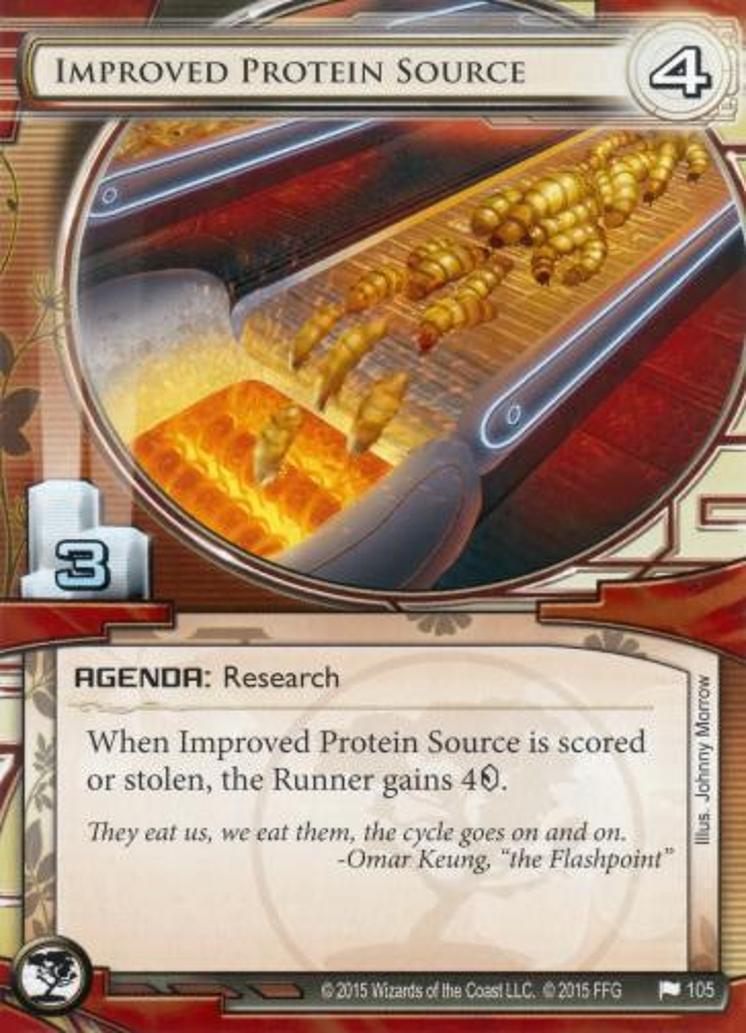 Improved Protein Source
4
3
AGENDA: Research
When Improved Protein Source is scored
or stolen, the Runner gains 4.
They eat us, we eat them, the cycle goes on and on.
-Omar Keung, “the Flashpoint”
Illus. Johnny Morrow
© 2015 Wizards of the Coast LLC. © 2015 FFG
105